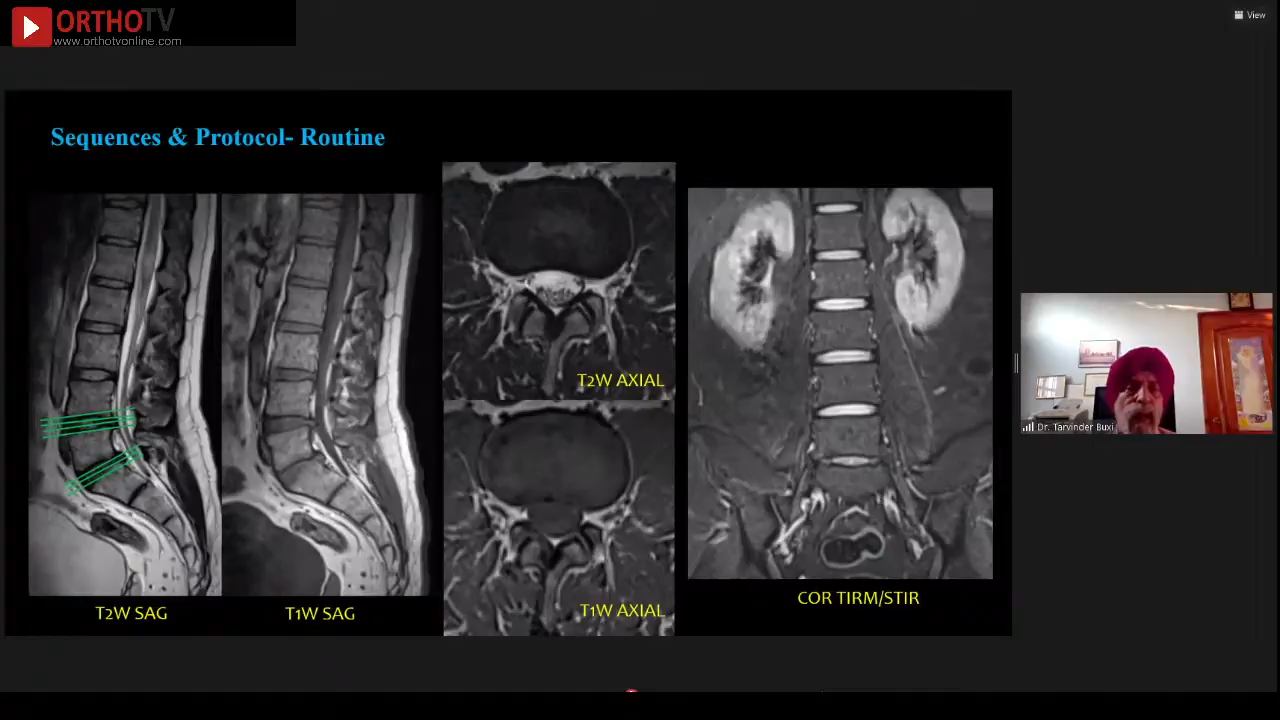 ORTHOTV
www.orthotvonline.com
View
Sequences & Protocol- Routine
T2W AXIAL
T1W AXIAL
T2W SAG
T1W SAG
COR TIRM/STIR
Dr. Tarvinder Buxi